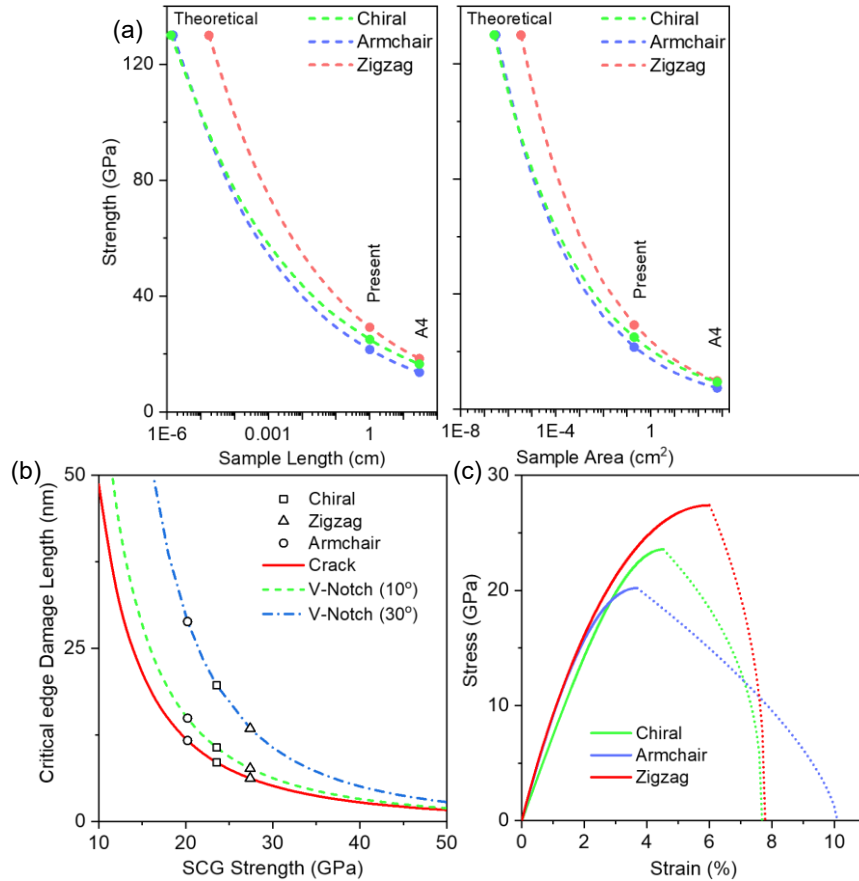 (a)
Theoretical
Chiral
Armchair
Zigzag
Present
A4
120
80
40
0
Strength (GPa)
1E-6
0.001
1
Sample Length (cm)
Theoretical
Chiral
Armchair
Zigzag
Present
A4
1E-8
1E-4
1
Sample Area (cm²)
(b)
50
25
0
Critical edge Damage Length (nm)
Chiral
Zigzag
Armchair
Crack
V-Notch (10°)
V-Notch (30°)
10
20
30
40
50
SCG Strength (GPa)
(c)
30
20
10
0
Stress (GPa)
Chiral
Armchair
Zigzag
0
2
4
6
8
10
Strain (%)